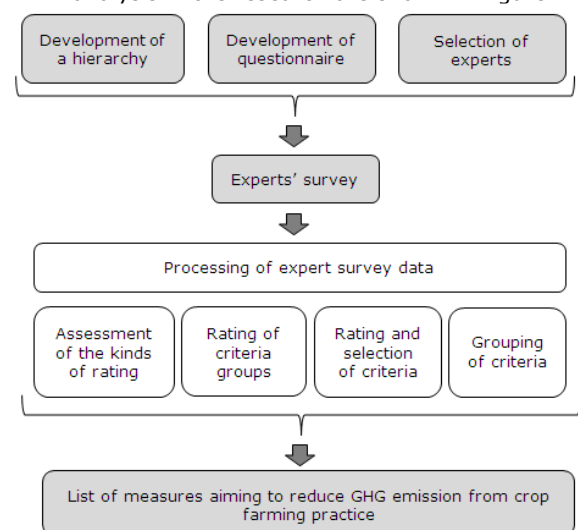 analysis
Development of
a hierarchy
Development of
questionnaire
Selection of
experts
Experts' survey
Processing of expert survey data
Assessment
of the kinds
of rating
Rating of
criteria
groups
Rating and
selection
of criteria
Grouping
of criteria
List of measures aiming to reduce GHG emission from crop
farming practice